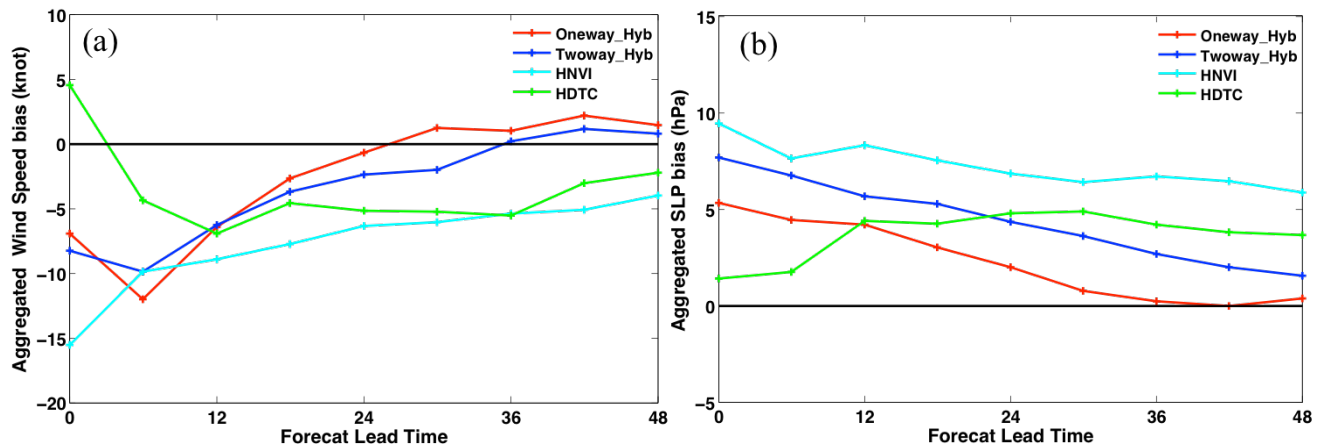 (a)
Aggregated Wind Speed bias (knot)
10
5
0
−5
−10
−15
−20
Oneway_Hyb
Twoway_Hyb
HNVI
HDTC
0 12 24 36 48
Forecat Lead Time
(b)
Aggregated SLP bias (hPa)
15
10
5
0
−5
Oneway_Hyb
Twoway_Hyb
HNVI
HDTC
0 12 24 36 48
Forecat Lead Time